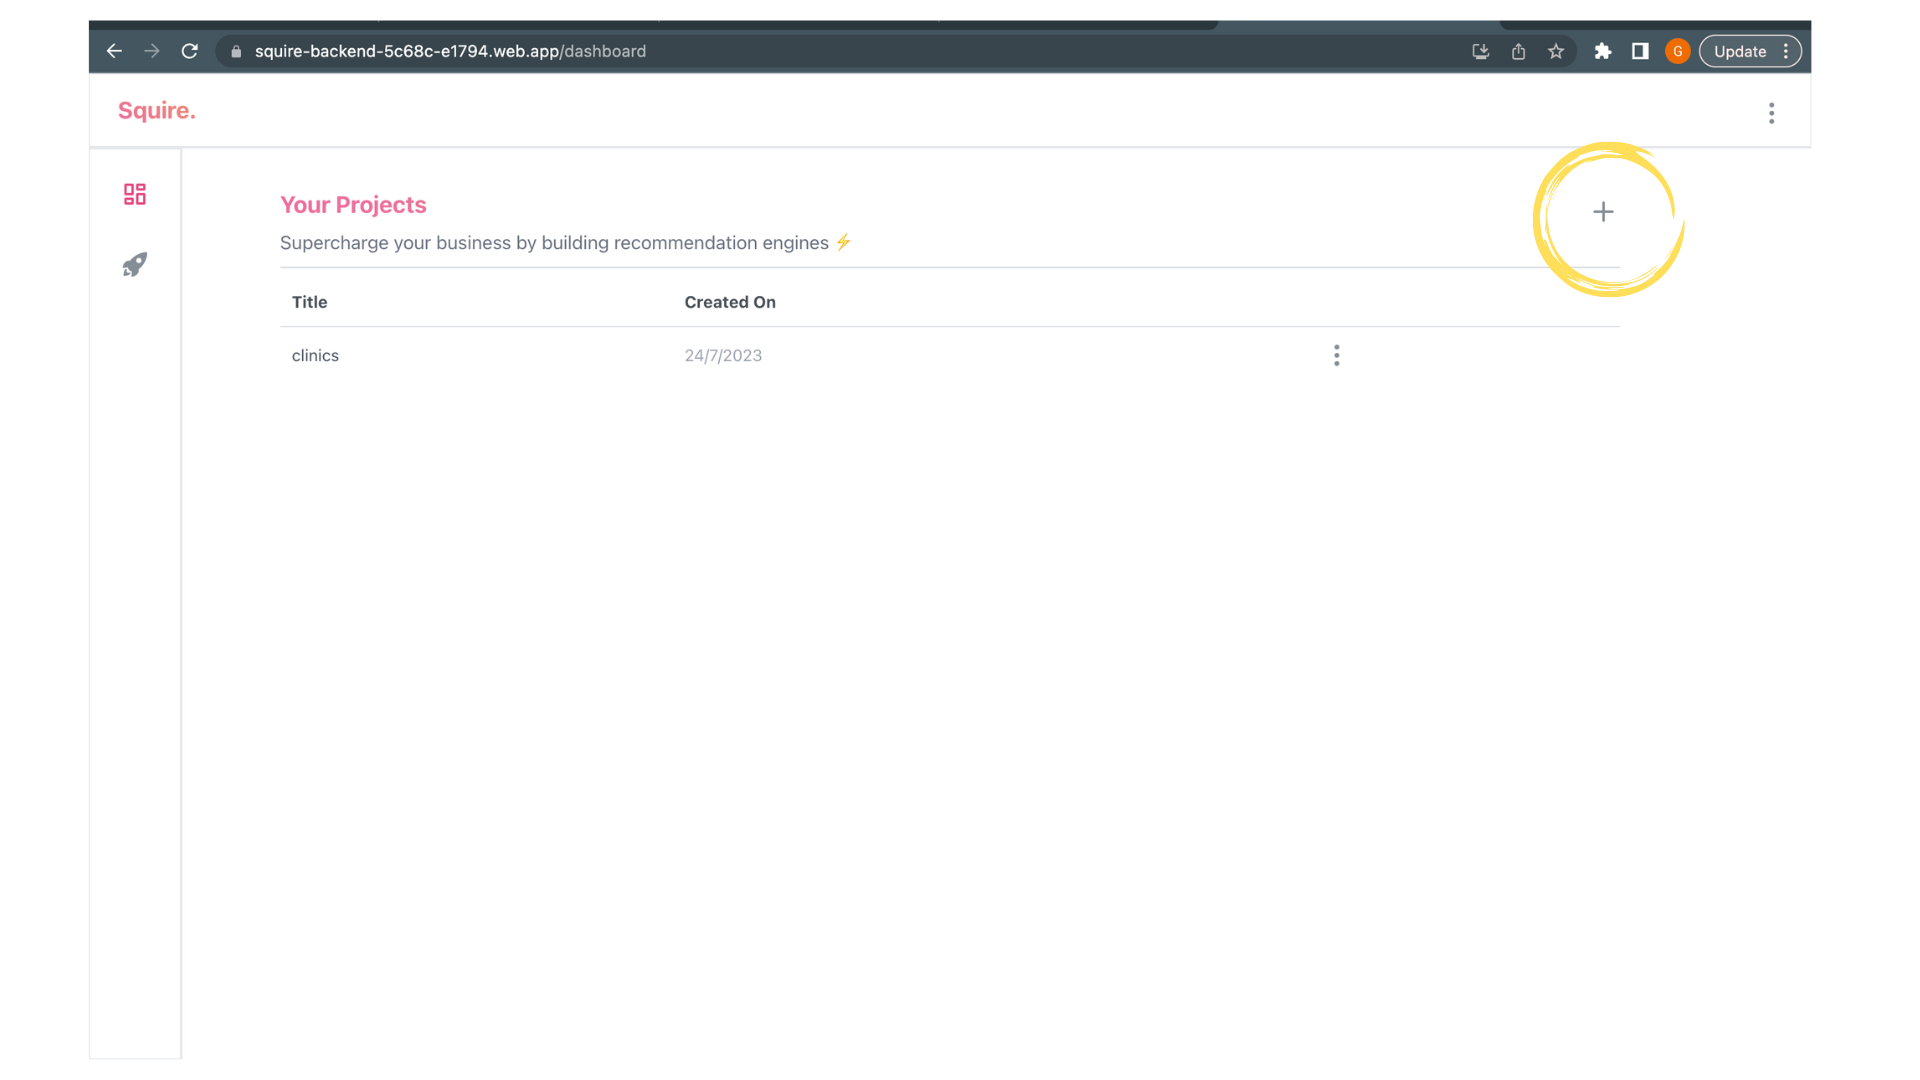 squire-backend-5c68c-e1794.web.app/dashboard
G
Update
Squire.
Your Projects
Supercharge your business by building recommendation engines ⚡
Title Created On
clinics 24/7/2023